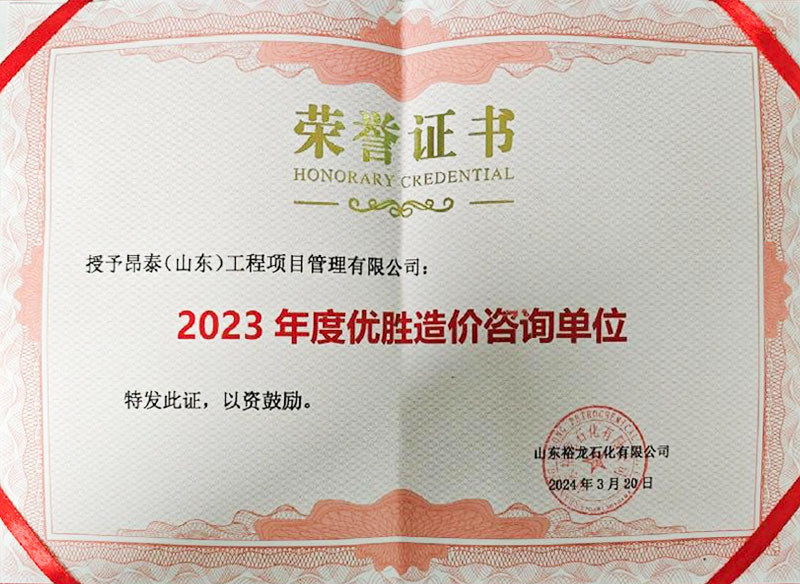 荣誉证书
HONORARY CREDENTIAL
授予昂泰(山东)工程项目管理有限公司：
2023 年度优胜造价咨询单位
特发此证，以资鼓励。
山东裕龙石化有限公司
2024 年 3 月 20 日